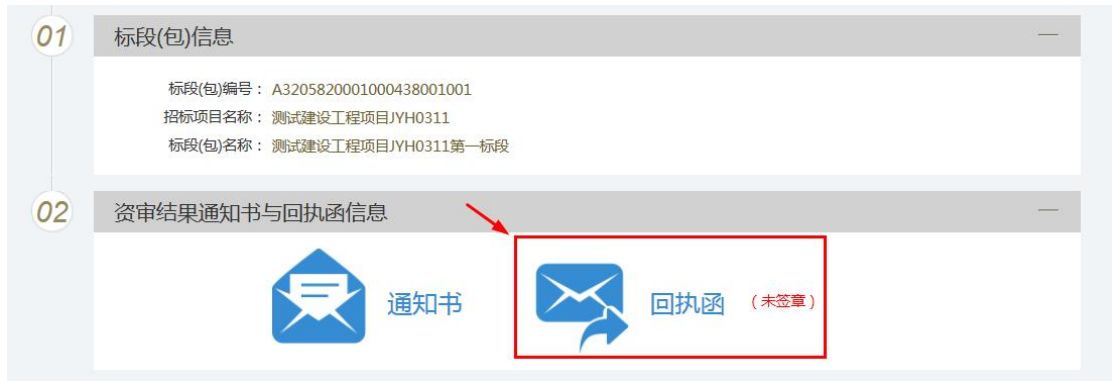 01
标段(包)信息
标段(包)编号： A3205820001000438001001
招标项目名称： 测试建设工程项目JYH0311
标段(包)名称： 测试建设工程项目JYH0311第一标段
02
资审结果通知书与回执函信息
通知书
回执函 （未签章）